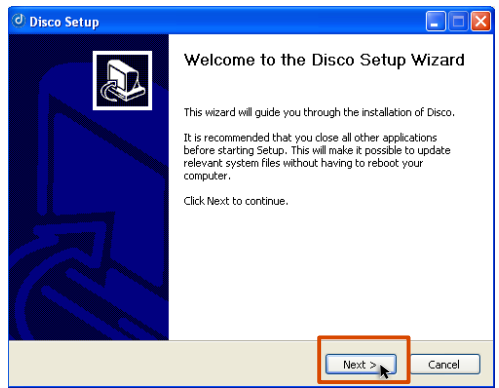 Disco Setup
Welcome to the Disco Setup Wizard
This wizard will guide you through the installation of Disco.
It is recommended that you close all other applications
before starting Setup. This will make it possible to update
relevant system files without having to reboot your
computer.
Click Next to continue.
Next >
Cancel